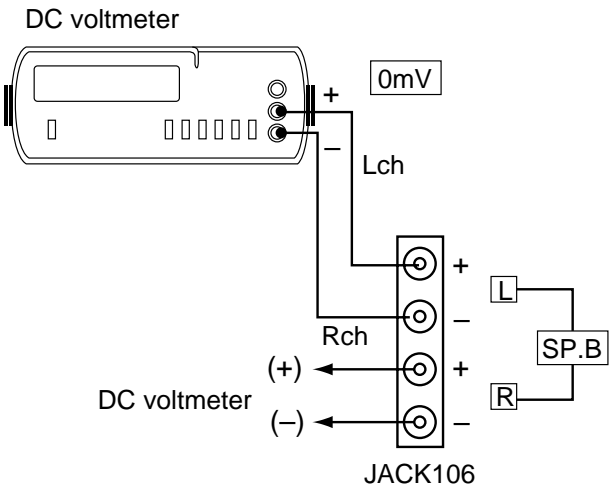 DC voltmeter
+
0mV
–
Lch
+
L
–
Rch
SP.B
(+)
+
R
DC voltmeter
(–)
–
JACK106